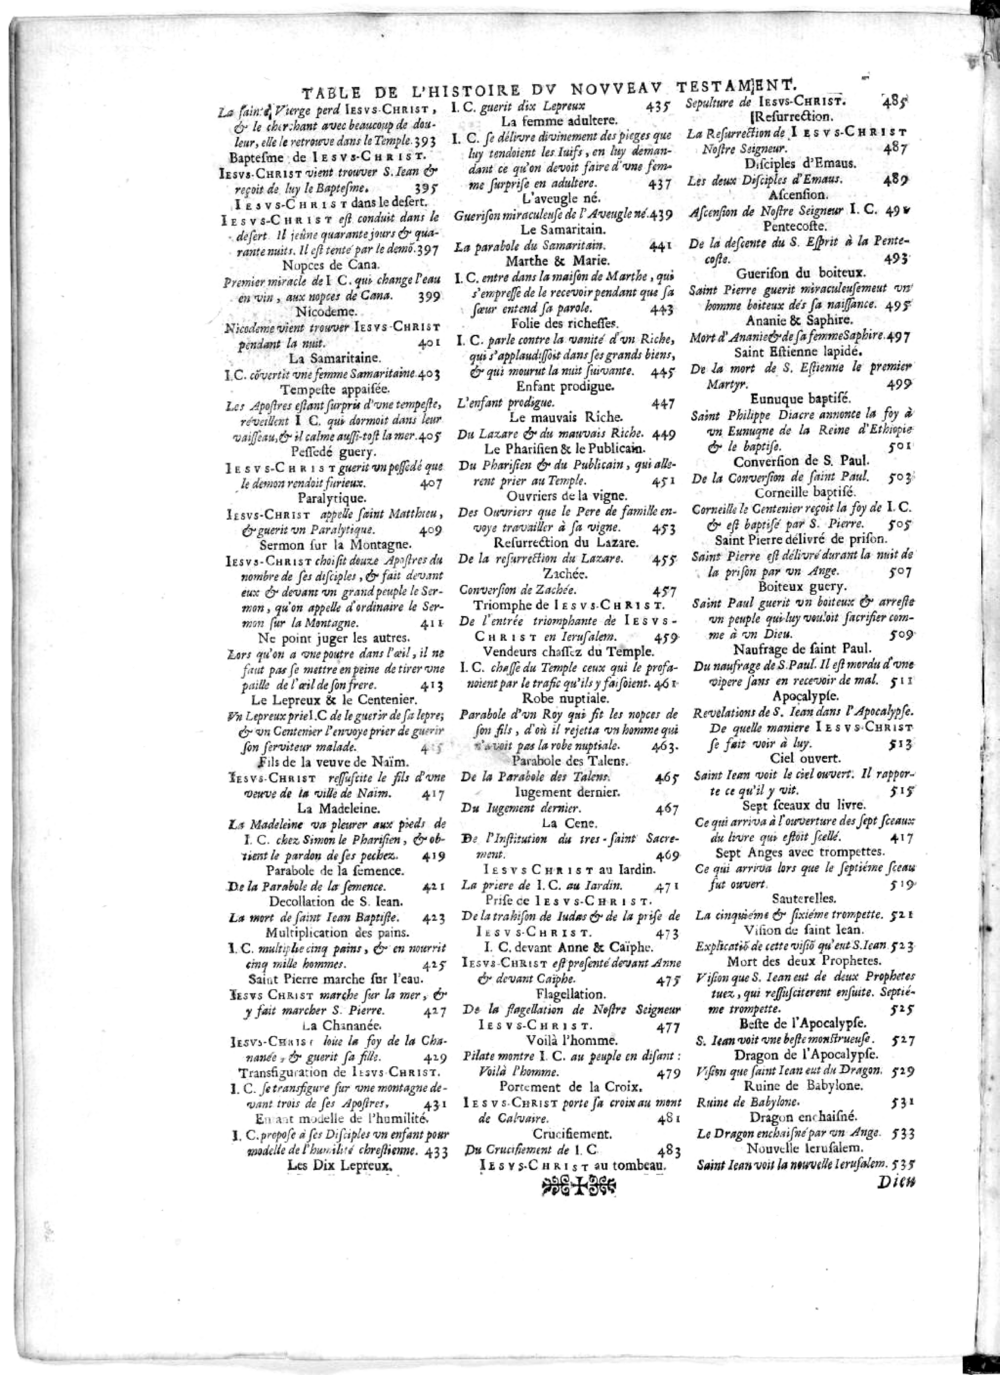 TABLE DE L'HISTOIRE DV NOVVEAV TESTAMENT.
La sainte Vierge perd IESVS-CHRIST,
& le cherchant avec beaucoup de dou-
leur, elle le retrouve dans le Temple. 393
Baptesme de IESVS-CHRIST.
IESVS-CHRIST vient trouver S. Iean &
reçoit de luy le Baptesme. 395
IESVS-CHRIST dans le desert.
IESVS-CHRIST est conduit dans le
desert. Il jeûne quarante jours & qua-
rante nuits. Il est tenté par le demō. 397
Nopces de Cana.
Premier miracle de I C. qui change l'eau
en vin, aux nopces de Cana. 399
Nicodeme.
Nicodeme vient trouver IESVS-CHRIST
pendant la nuit. 401
La Samaritaine.
I.C. cōvertit vne femme Samaritaine. 403
Tempeste appaisée.
Les Apostres estant surpris d'vne tempeste,
réveillent I C. qui dormoit dans leur
vaisseau, & il calme aussi-tost la mer. 405
Possedé guery.
IESVS-CHRIST guerit vn possedé que
le demon rendoit furieux. 407
Paralytique.
IESVS-CHRIST appelle saint Matthieu,
& guerit vn Paralytique. 409
Sermon sur la Montagne.
IESVS-CHRIST choisit douze Apostres du
nombre de ses disciples, & fait devant
eux & devant vn grand peuple le Ser-
mon, qu'on appelle d'ordinaire le Ser-
mon sur la Montagne. 411
Ne point juger les autres.
Lors qu'on a vne poutre dans l'œil, il ne
faut pas se mettre en peine de tirer vne
paille de l'œil de son frere. 413
Le Lepreux & le Centenier.
Vn Lepreux prie I.C. de le guerir de sa lepre;
& vn Centenier l'envoye prier de guerir
son serviteur malade. 415
Fils de la veuve de Naïm.
IESVS-CHRIST ressuscite le fils d'vne
veuve de la ville de Naïm. 417
La Madeleine.
La Madeleine va pleurer aux pieds de
I. C. chez Simon le Pharisien, & ob-
tient le pardon de ses pechez. 419
Parabole de la semence.
De la Parabole de la semence. 421
Decollation de S. Iean.
La mort de saint Iean Baptiste. 423
Multiplication des pains.
I. C. multiplie cinq pains, & en nourrit
cinq mille hommes. 425
Saint Pierre marche sur l'eau.
IESVS CHRIST marche sur la mer, &
y fait marcher S. Pierre. 427
La Chananée.
IESVS-CHRIST loüe la foy de la Cha-
nanée, & guerit sa fille. 429
Transfiguration de IESVS-CHRIST.
I. C. se transfigure sur vne montagne de-
vant trois de ses Apostres. 431
Enfant modelle de l'humilité.
I. C. propose à ses Disciples vn enfant pour
modelle de l'humilité chrestienne. 433
Les Dix Lepreux.
I. C. guerit dix Lepreux 435
La femme adultere.
I. C. se délivre divinement des pieges que
luy tendoient les Iuifs, en luy deman-
dant ce qu'on devoit faire d'vne fem-
me surprise en adultere. 437
L'aveugle né.
Guerison miraculeuse de l'Aveugle né. 439
Le Samaritain.
La parabole du Samaritain. 441
Marthe & Marie.
I. C. entre dans la maison de Marthe, qui
s'empresse de le recevoir pendant que sa
sœur entend sa parole. 443
Folie des richesses.
I. C. parle contre la vanité d'vn Riche,
qui s'applaudissoit dans ses grands biens,
& qui mourut la nuit suivante. 445
Enfant prodigue.
L'enfant prodigue. 447
Le mauvais Riche.
Du Lazare & du mauvais Riche. 449
Le Pharisien & le Publicain.
Du Pharisien & du Publicain, qui alle-
rent prier au Temple. 451
Ouvriers de la vigne.
Des Ouvriers que le Pere de famille en-
voye travailler à sa vigne. 453
Resurrection du Lazare.
De la resurrection du Lazare. 455
Zachée.
Conversion de Zachée. 457
Triomphe de IESVS-CHRIST.
De l'entrée triomphante de IESVS-
CHRIST en Ierusalem. 459
Vendeurs chassez du Temple.
I. C. chasse du Temple ceux qui le profa-
noient par le trafic qu'ils y faisoient. 461
Robe nuptiale.
Parabole d'vn Roy qui fit les nopces de
son fils, d'où il rejetta vn homme qui
n'avoit pas la robe nuptiale. 463.
Parabole des Talens.
De la Parabole des Talens. 465
Iugement dernier.
Du Iugement dernier. 467
La Cene.
De l'Institution du tres-saint Sacre-
ment. 469
IESVS CHRIST au Iardin.
La priere de I. C. au Iardin. 471
Prise de IESVS-CHRIST.
De la trahison de Iudas & de la prise de
IESVS-CHRIST. 473
I. C. devant Anne & Caïphe.
IESVS-CHRIST est presenté devant Anne
& devant Caïphe. 475
Flagellation.
De la flagellation de Nostre Seigneur
IESVS-CHRIST. 477
Voilà l'homme.
Pilate montre I. C. au peuple en disant:
Voilà l'homme. 479
Portement de la Croix.
IESVS-CHRIST porte sa croix au mont
de Calvaire. 481
Crucifiement.
Du Crucifiement de I. C 483
IESVS-CHRIST au tombeau.
Sepulture de IESVS-CHRIST. 485
Resurrection.
La Resurrection de IESVS-CHRIST
Nostre Seigneur. 487
Disciples d'Emaus.
Les deux Disciples d'Emaus. 489
Ascension.
Ascension de Nostre Seigneur I. C. 491
Pentecoste.
De la descente du S. Esprit à la Pente-
coste. 493
Guerison du boiteux.
Saint Pierre guerit miraculeusemeut vn
homme boiteux dés sa naissance. 495
Ananie & Saphire.
Mort d'Ananie & de sa femme Saphire. 497
Saint Estienne lapidé.
De la mort de S. Estienne le premier
Martyr. 499
Eunuque baptisé.
Saint Philippe Diacre annonte la foy à
vn Eunuque de la Reine d'Ethiopie
& le baptise. 501
Conversion de S. Paul.
De la Conversion de saint Paul. 503
Corneille baptisé.
Corneille le Centenier reçoit la foy de I. C.
& est baptisé par S. Pierre. 505
Saint Pierre délivré de prison.
Saint Pierre est délivré durant la nuit de
la prison par vn Ange. 507
Boiteux guery.
Saint Paul guerit vn boiteux & arreste
vn peuple qui luy vouloit sacrifier com-
me à vn Dieu. 509
Naufrage de saint Paul.
Du naufrage de S. Paul. Il est mordu d'vne
vipere sans en recevoir de mal. 511
Apocalypse.
Revelations de S. Iean dans l'Apocalypse.
De quelle maniere IESVS-CHRIST
se fait voir à luy. 513
Ciel ouvert.
Saint Iean voit le ciel ouvert. Il rappor-
te ce qu'il y vit. 515
Sept sceaux du livre.
Ce qui arriva à l'ouverture des sept sceaux
du livre qui estoit scellé. 417
Sept Anges avec trompettes.
Ce qui arriva lors que le septiéme sceau
fut ouvert. 519
Sauterelles.
La cinquiéme & sixiéme trompette. 521
Vision de saint Iean.
Explicatiō de cette visiō qu'eut S. Iean 523
Mort des deux Prophetes.
Vision que S. Iean eut de deux Prophetes
tuez, qui ressusciterent ensuite. Septié-
me trompette. 525
Beste de l'Apocalypse.
S. Iean voit vne beste monstrueuse. 527
Dragon de l'Apocalypse.
Vision que saint Iean eut du Dragon. 529
Ruine de Babylone.
Ruine de Babylone. 531
Dragon enchaisné.
Le Dragon enchaisné par vn Ange. 533
Nouvelle Ierusalem.
Saint Iean voit la nouvelle Ierusalem. 535
Dieu